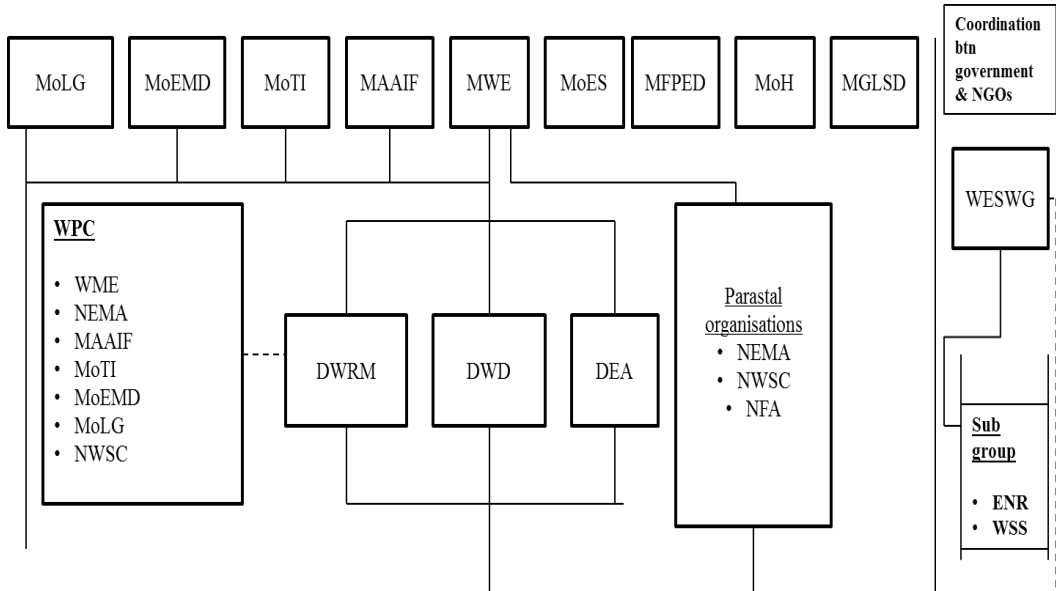 MoLG
MoEMD
MoTI
MAAIF
MWE
MoES
MFPED
MoH
MGLSD
Coordination
btn
government
& NGOs
WESWG
WPC
• WME
• NEMA
• MAAIF
• MoTI
• MoEMD
• MoLG
• NWSC
DWRM
DWD
DEA
Parastal
organisations
• NEMA
• NWSC
• NFA
Sub
group
• ENR
• WSS